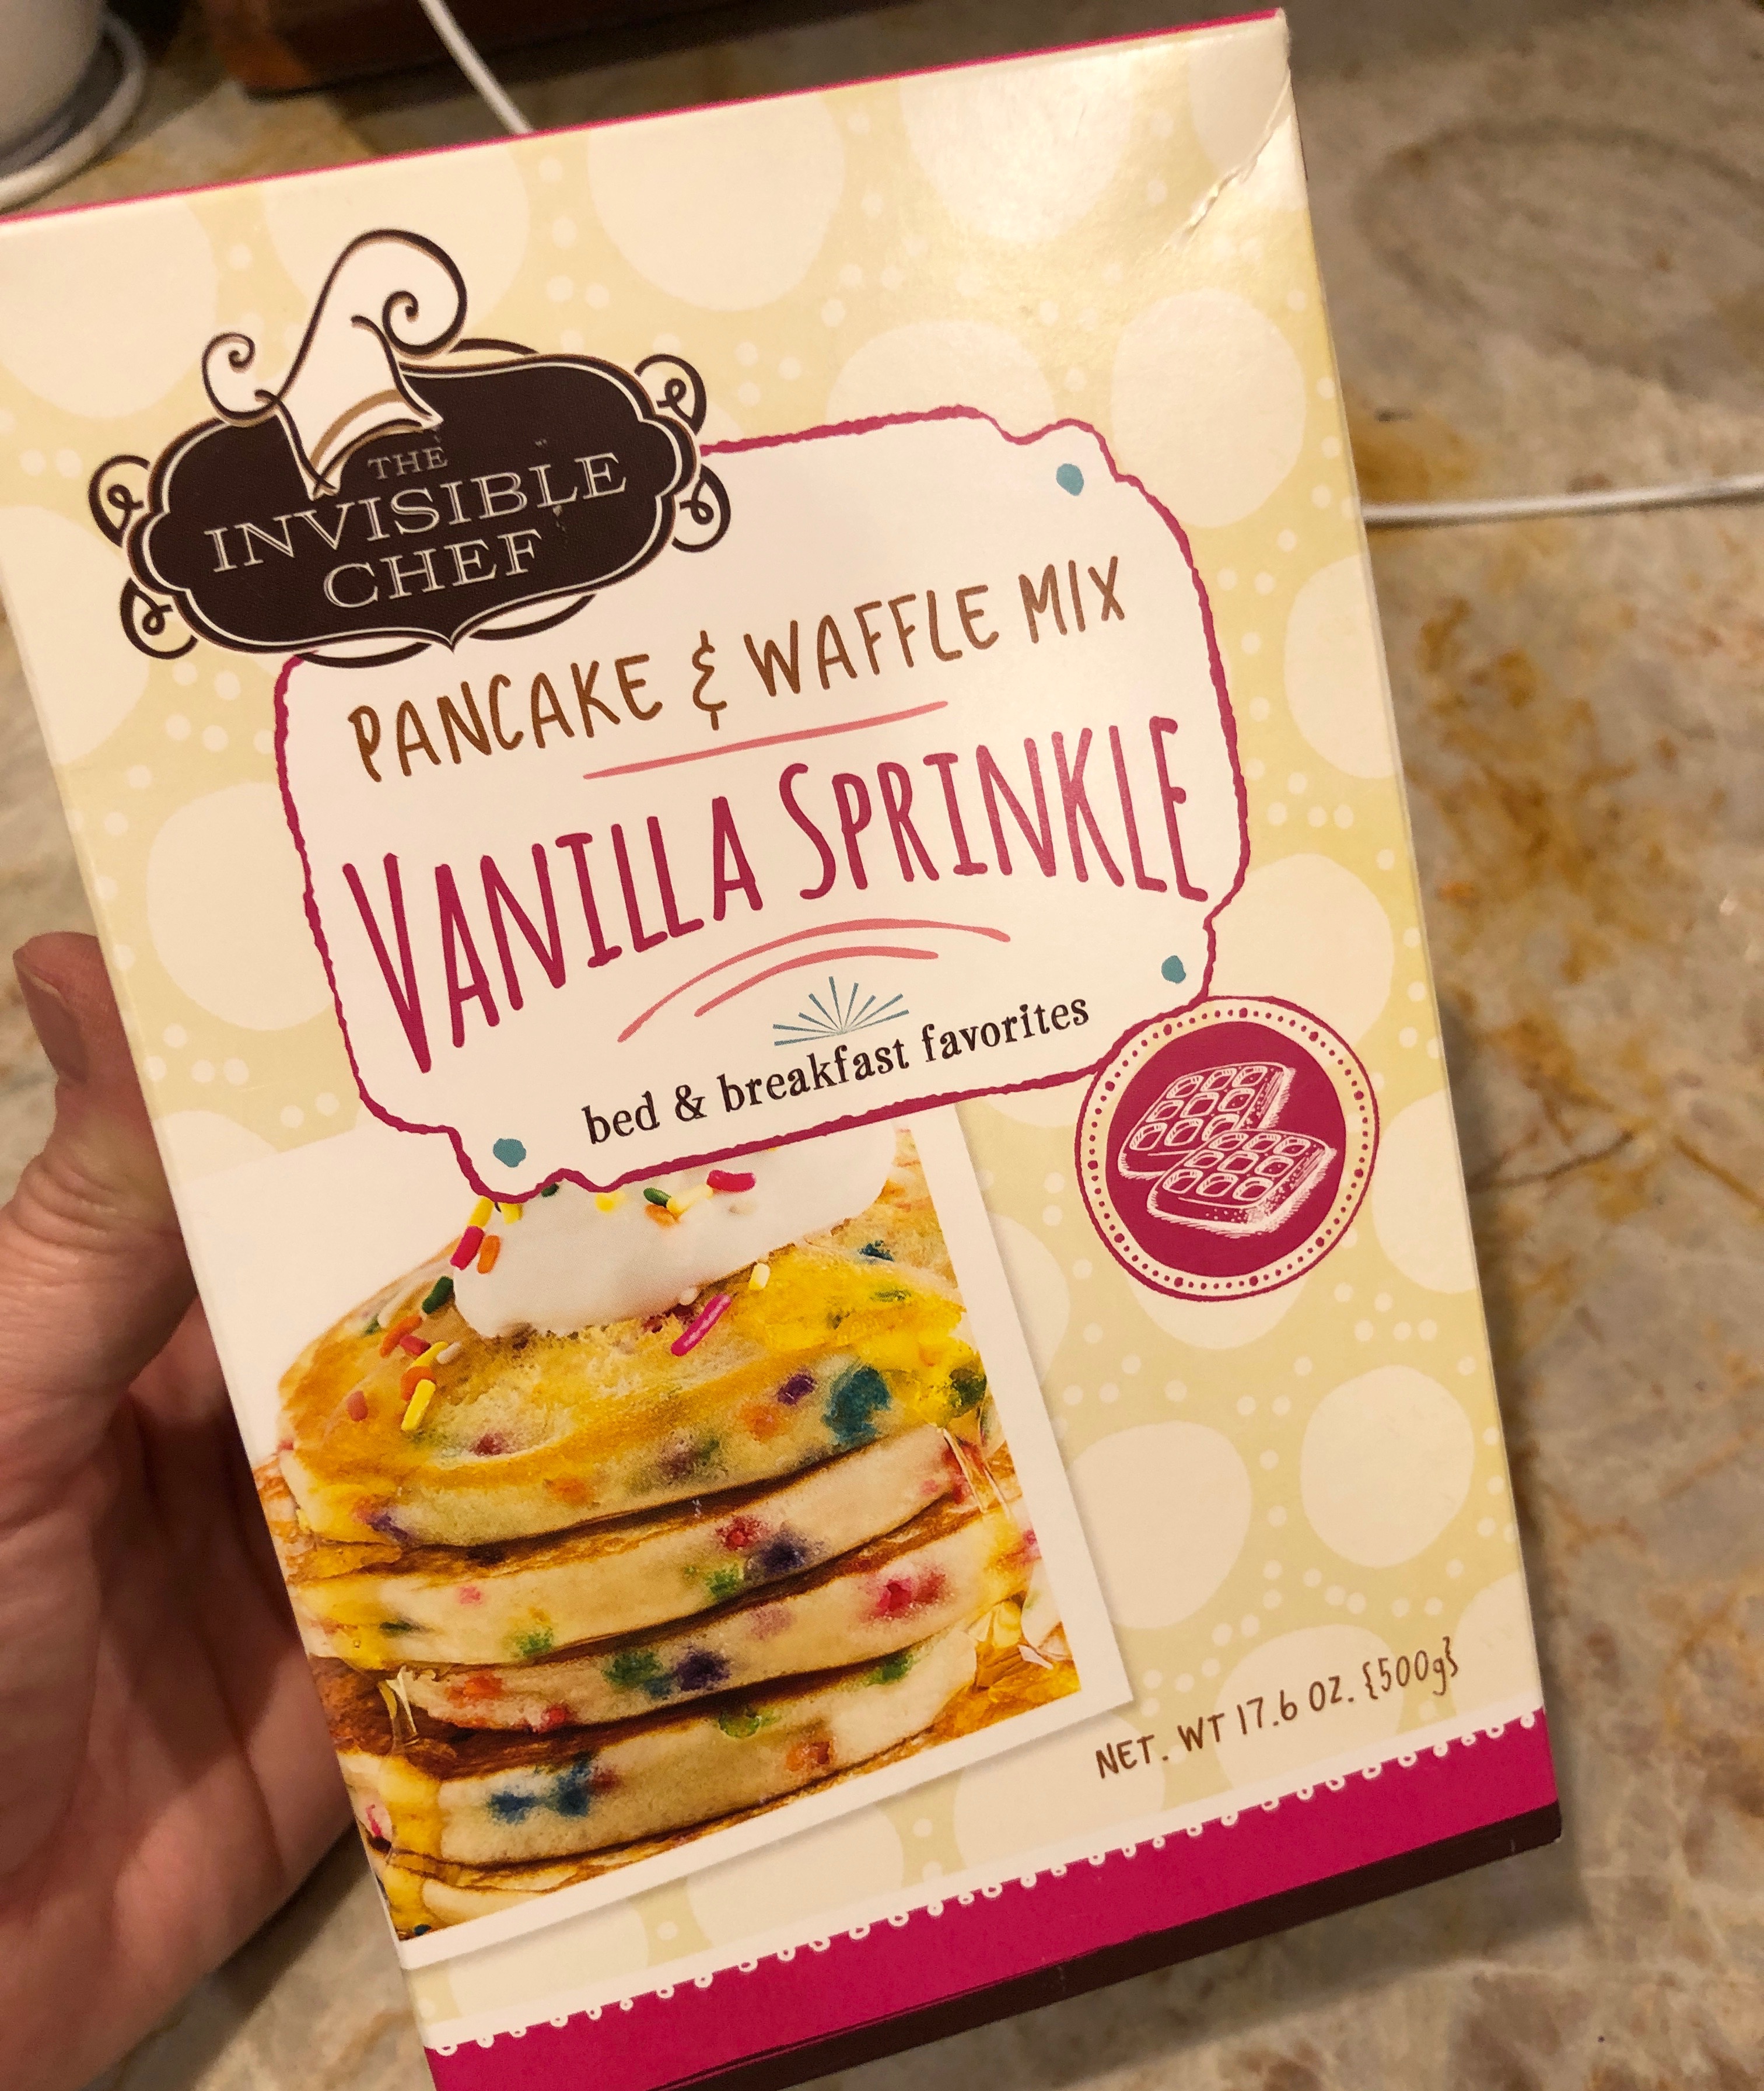 THE
INVISIBLE
CHEF
PANCAKE & WAFFLE MIX
VANILLA SPRINKLE
bed & breakfast favorites
NET. WT 17.6 OZ. {500g}